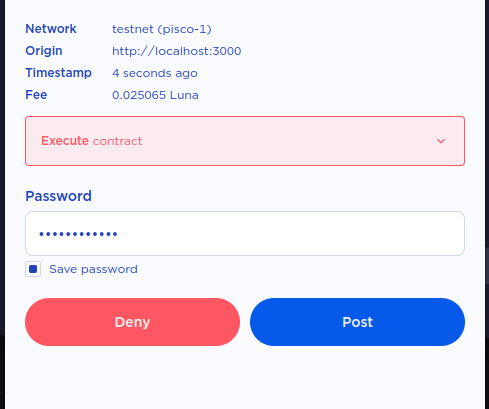 Network testnet (pisco-1)
Origin http://localhost:3000
Timestamp 4 seconds ago
Fee 0.025065 Luna
Execute contract
Password
••••••••••••
Save password
Deny Post